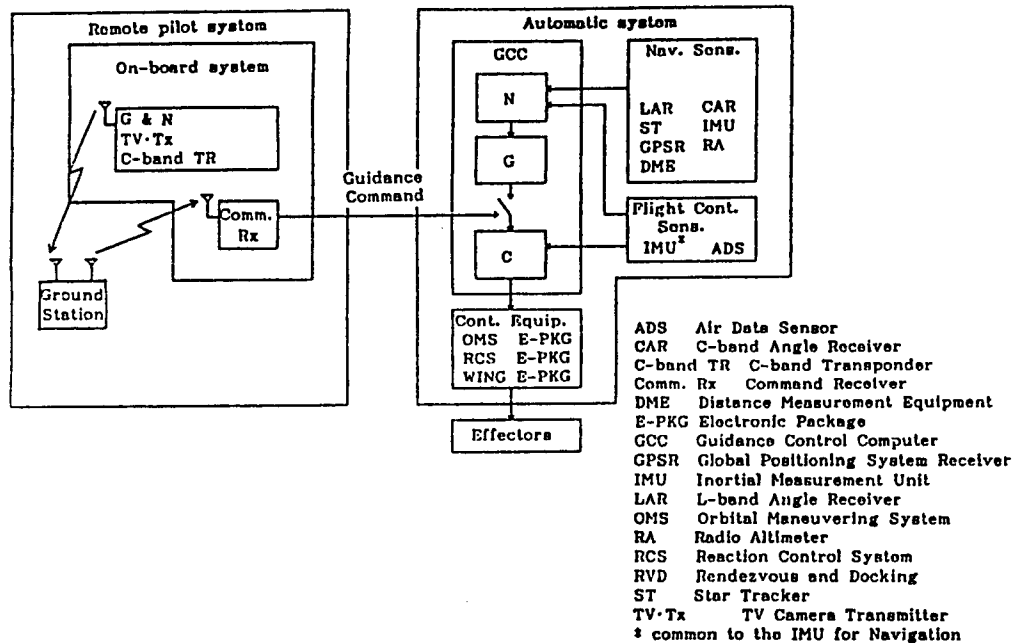 Remote pilot system
On-board system
G & N
TV·Tx
C-band TR
Comm.
Rx
Ground
Station
Guidance
Command
Automatic system
GCC
N
G
C
Nav. Sens.
LAR CAR
ST IMU
GPSR RA
DME
Flight Cont.
Sens.
IMU* ADS
Cont. Equip.
OMS E-PKG
RCS E-PKG
WING E-PKG
Effectors
ADS Air Data Sensor
CAR C-band Angle Receiver
C-band TR C-band Transponder
Comm. Rx Command Receiver
DME Distance Measurement Equipment
E-PKG Electronic Package
GCC Guidance Control Computer
GPSR Global Positioning System Receiver
IMU Inertial Measurement Unit
LAR L-band Angle Receiver
OMS Orbital Maneuvering System
RA Radio Altimeter
RCS Reaction Control System
RVD Rendezvous and Docking
ST Star Tracker
TV·Tx TV Camera Transmitter
* common to the IMU for Navigation